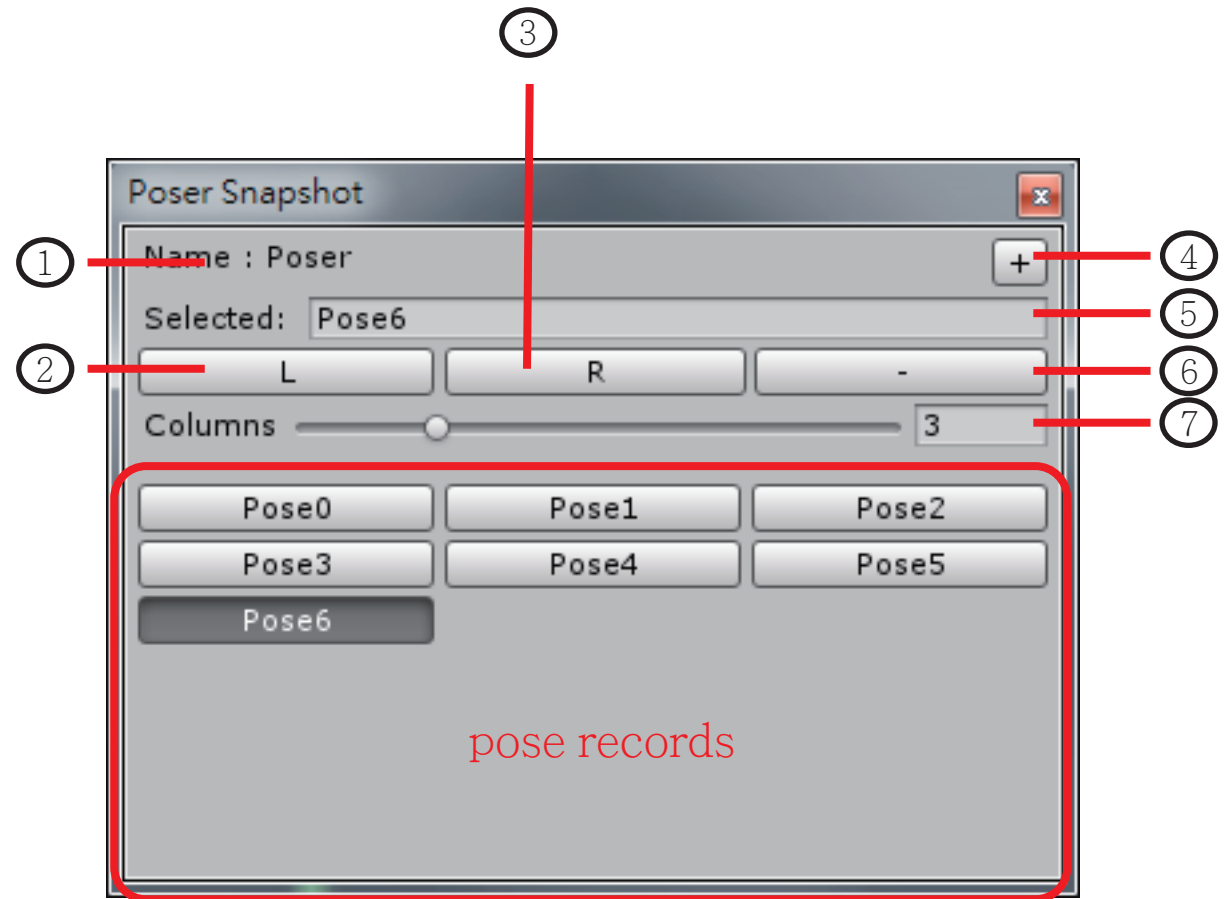 3
Poser Snapshot
x
1 Name : Poser + 4
Selected: Pose6 5
2 L R - 6
Columns 3 7
Pose0 Pose1 Pose2
Pose3 Pose4 Pose5
Pose6
pose records